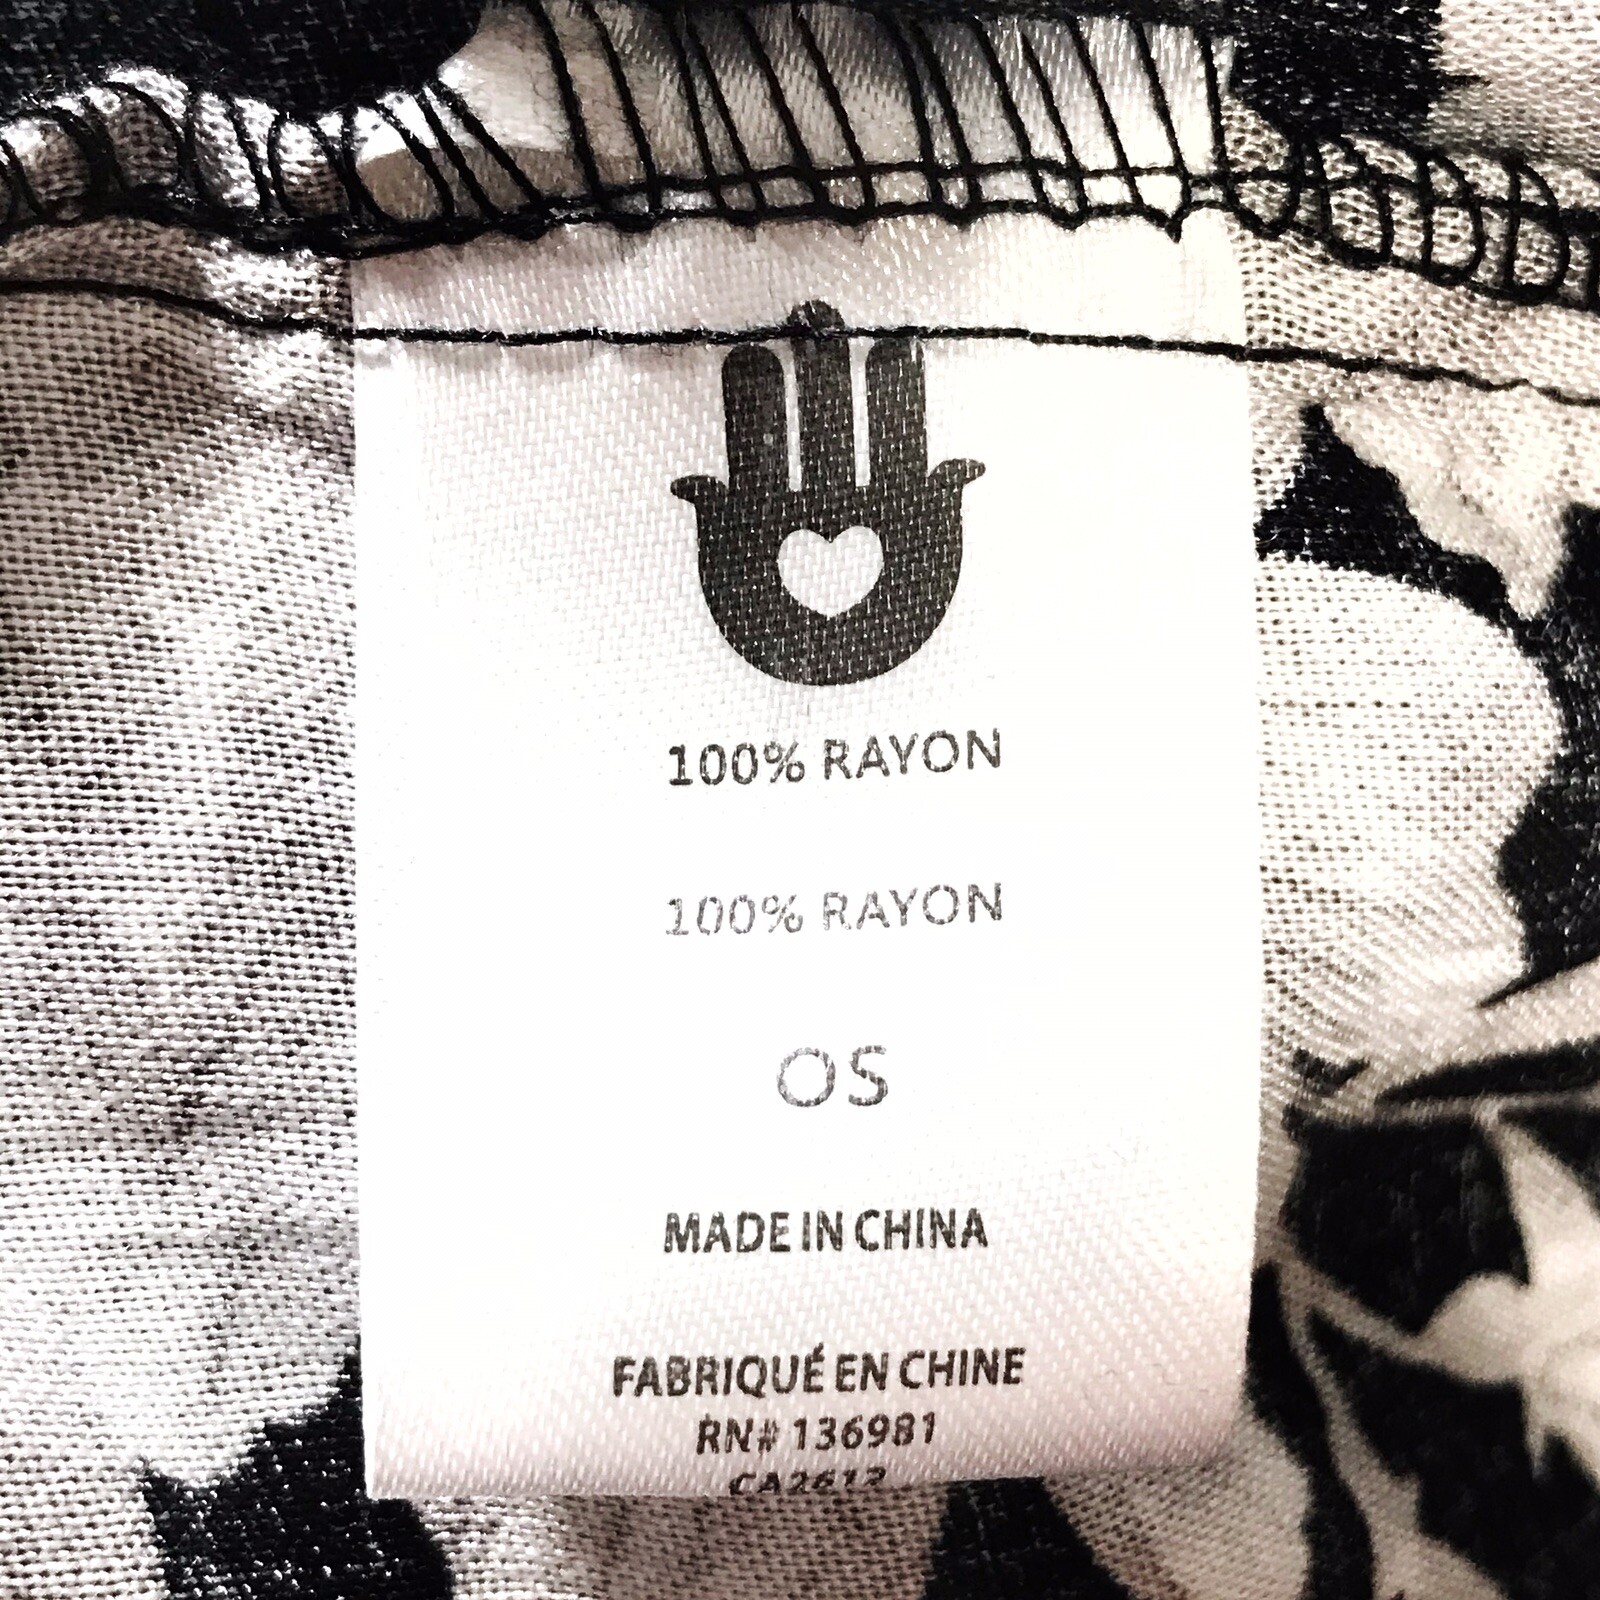 100% RAYON
100% RAYON
OS
MADE IN CHINA
FABRIQUÉ EN CHINE
RN# 136981